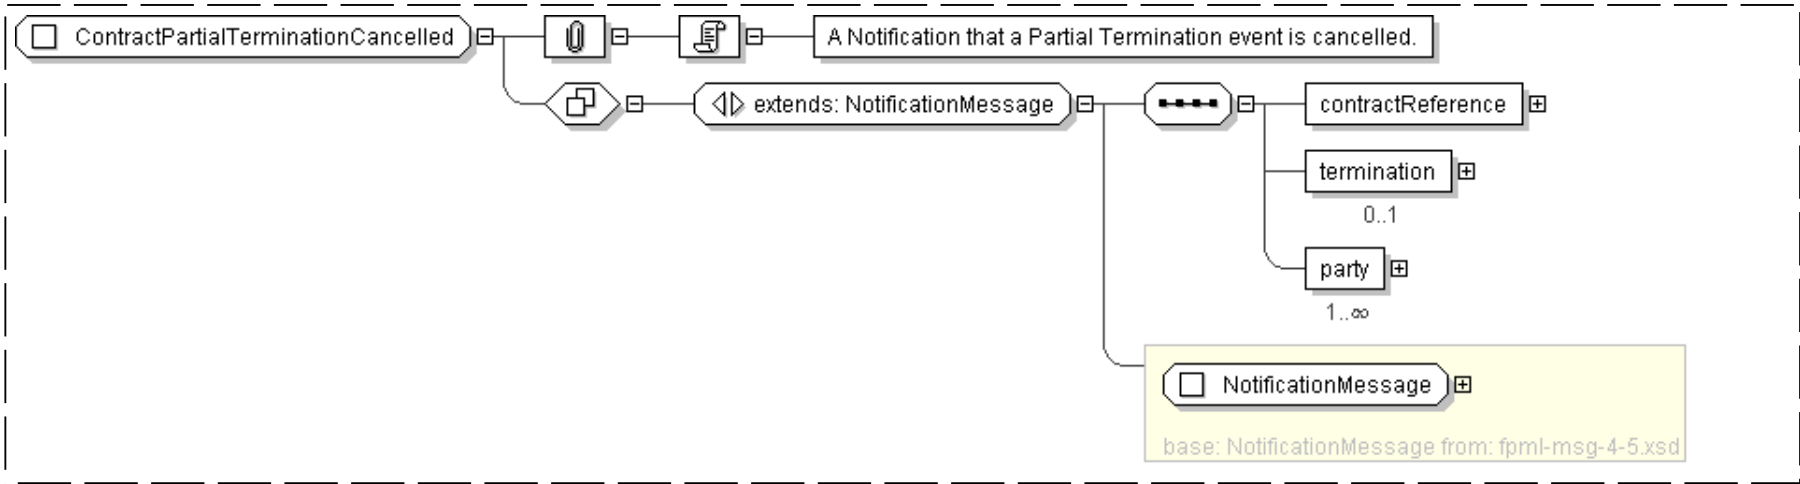 ContractPartialTerminationCancelled
A Notification that a Partial Termination event is cancelled.
extends: NotificationMessage
contractReference
termination
0..1
party
1..∞
NotificationMessage
base: NotificationMessage from: fpml-msg-4-5.xsd